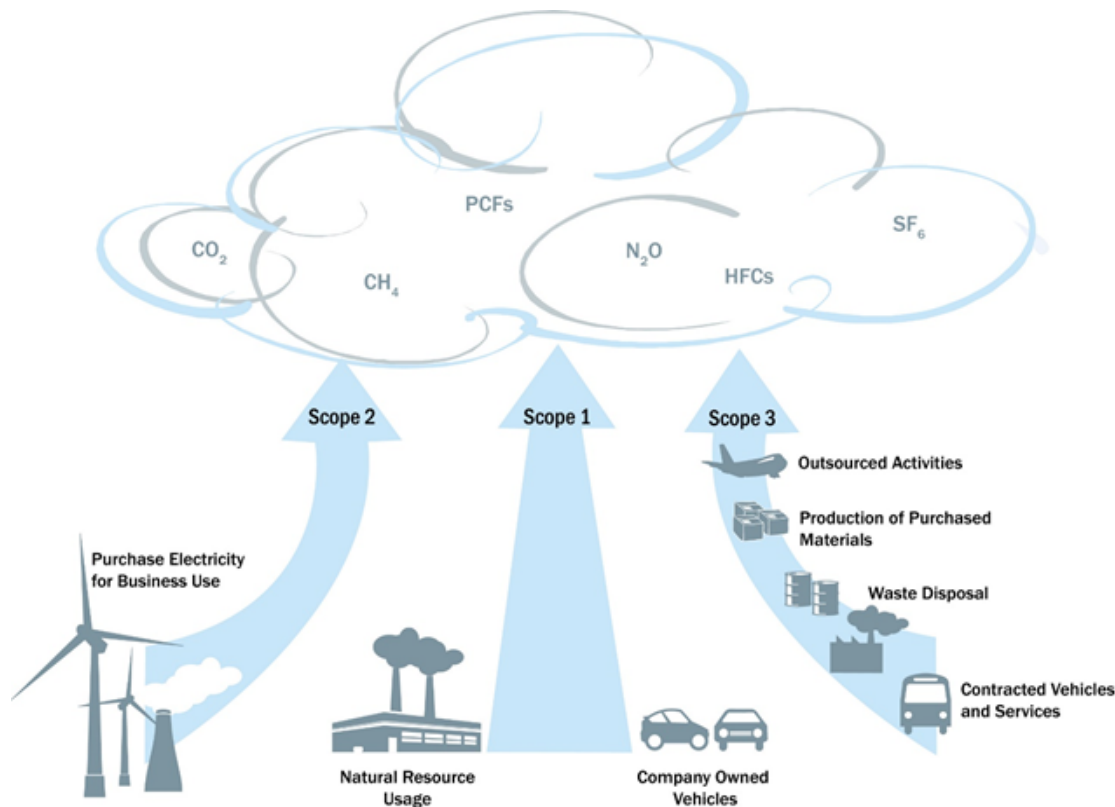 PCFs
SF₆
CO₂
N₂O
CH₄
HFCs
Scope 2
Scope 1
Scope 3
Outsourced Activities
Production of Purchased
Materials
Purchase Electricity
for Business Use
Waste Disposal
Contracted Vehicles
and Services
Natural Resource
Usage
Company Owned
Vehicles